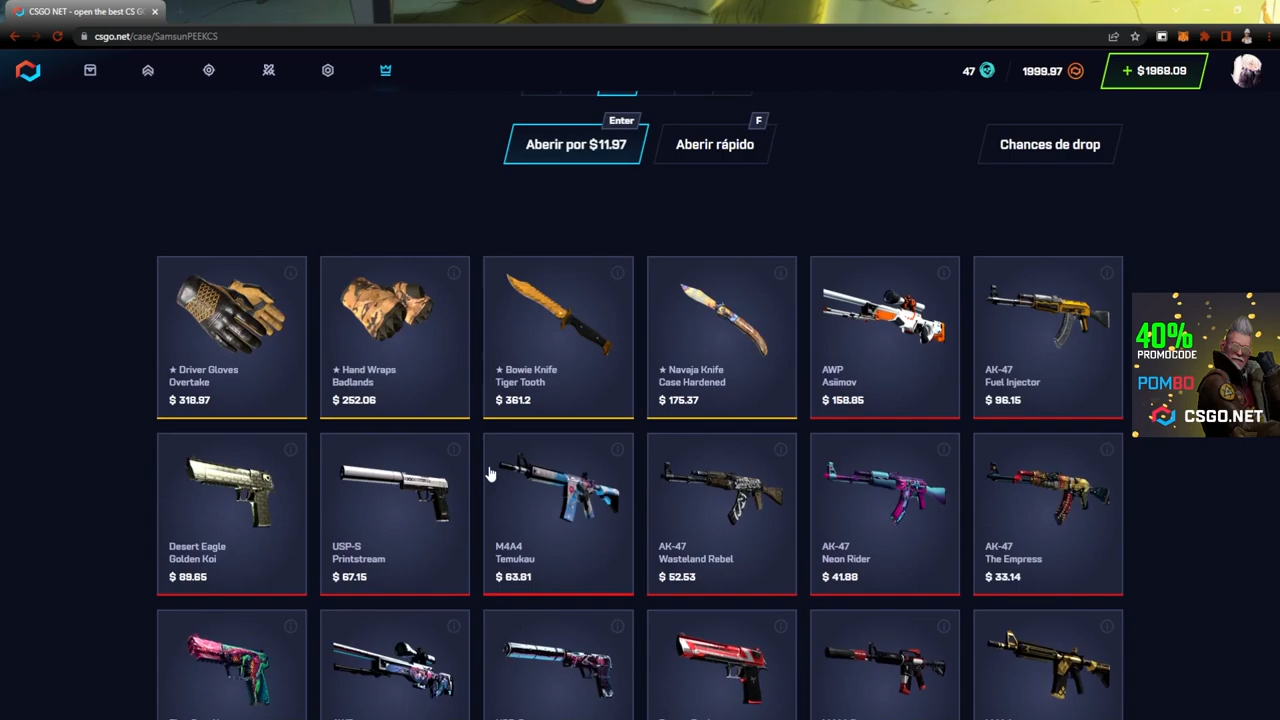 CSGO NET - open the best CS G
csgo.net/case/SamsunPEEKCS
47
1999.97
+ $1968.09
Enter
F
Aberir por $11.97
Aberir rápido
Chances de drop
★ Driver Gloves
Overtake
$ 318.97
★ Hand Wraps
Badlands
$ 252.06
★ Bowie Knife
Tiger Tooth
$ 361.2
★ Navaja Knife
Case Hardened
$ 175.37
AWP
Asiimov
$ 158.85
AK-47
Fuel Injector
$ 96.15
40%
PROMOCODE
POMBO
CSGO.NET
Desert Eagle
Golden Koi
$ 89.65
USP-S
Printstream
$ 67.15
M4A4
Temukau
$ 63.81
AK-47
Wasteland Rebel
$ 52.53
AK-47
Neon Rider
$ 41.88
AK-47
The Empress
$ 33.14